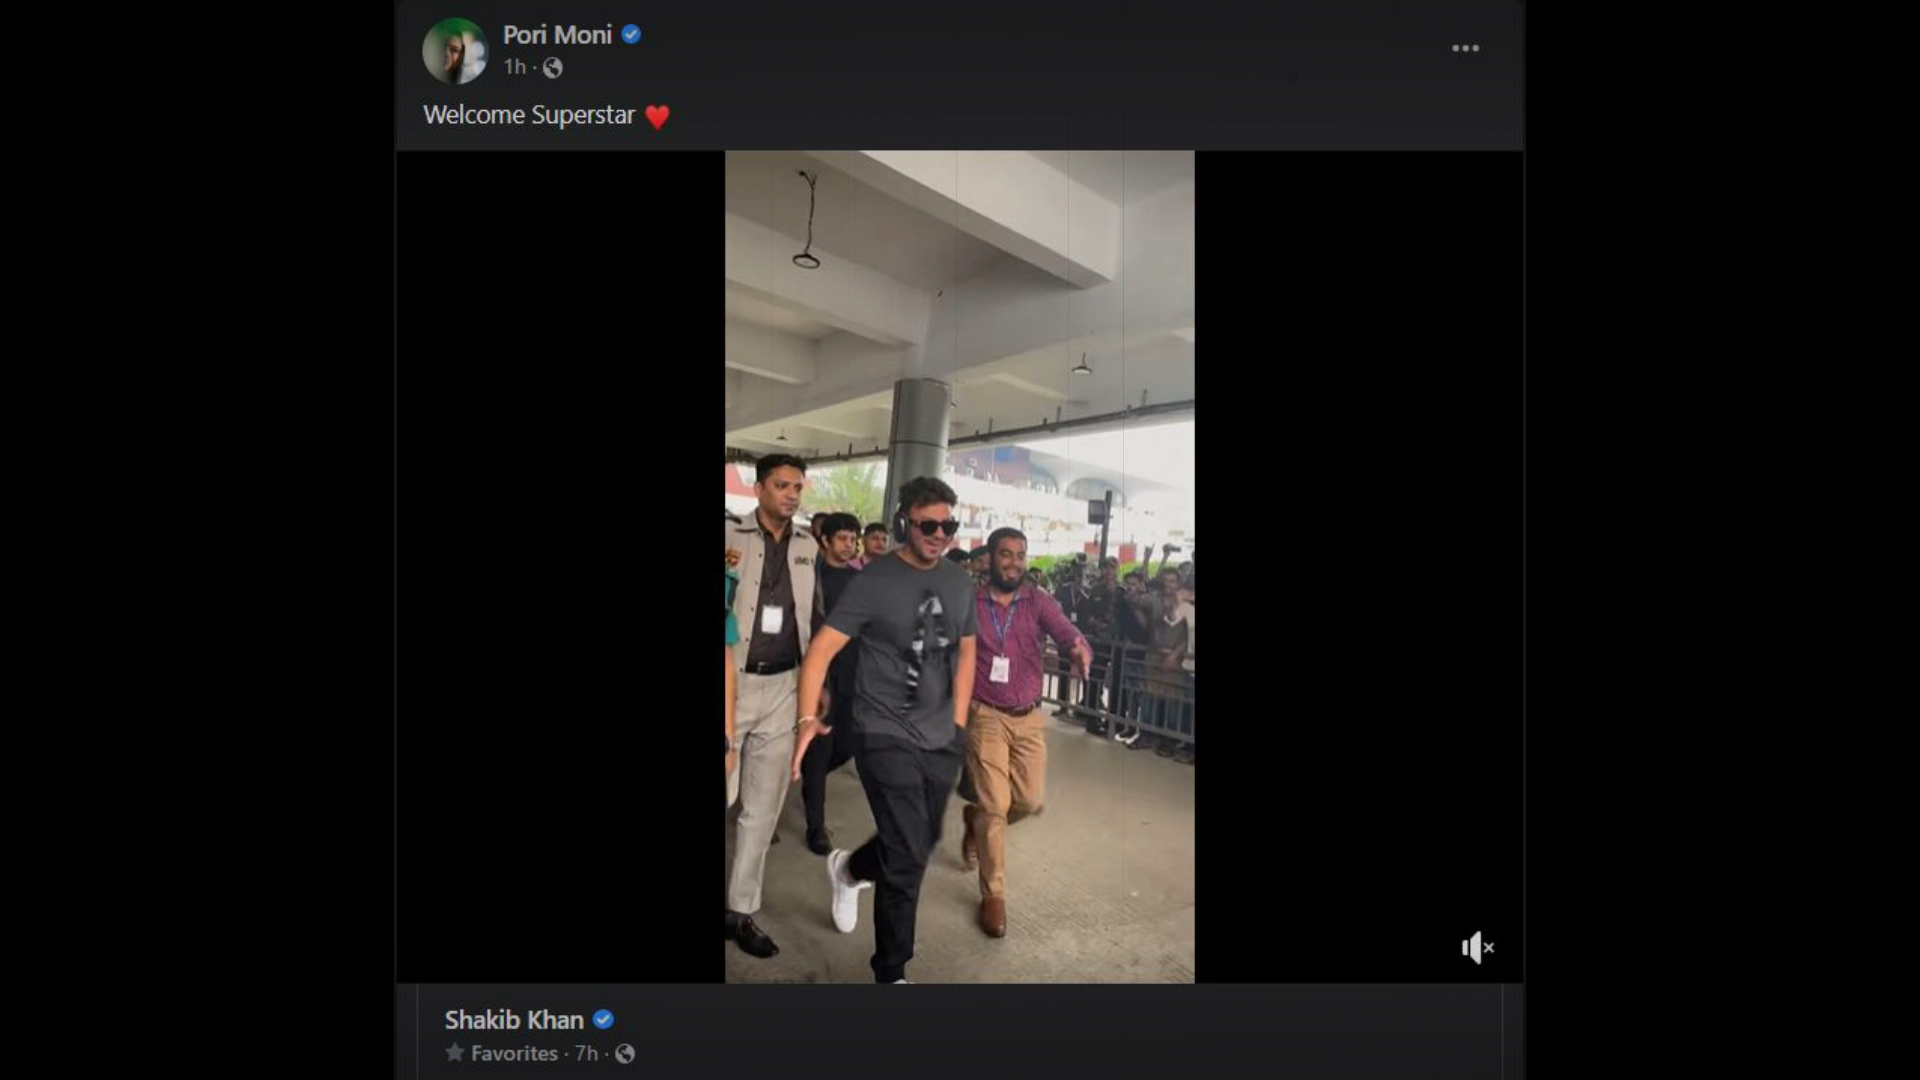 Pori Moni
1h ·
Welcome Superstar ❤️
Shakib Khan
Favorites · 7h ·